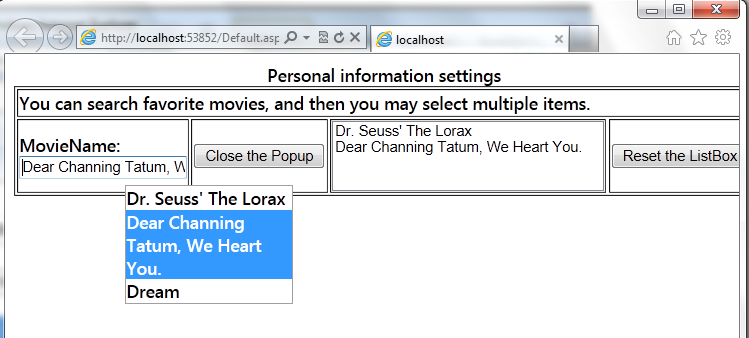 http://localhost:53852/Default.asp
localhost
Personal information settings
You can search favorite movies, and then you may select multiple items.
MovieName:
Dear Channing Tatum, W
Close the Popup
Dr. Seuss' The Lorax
Dear Channing Tatum, We Heart You.
Reset the ListBox
Dr. Seuss' The Lorax
Dear Channing
Tatum, We Heart
You.
Dream